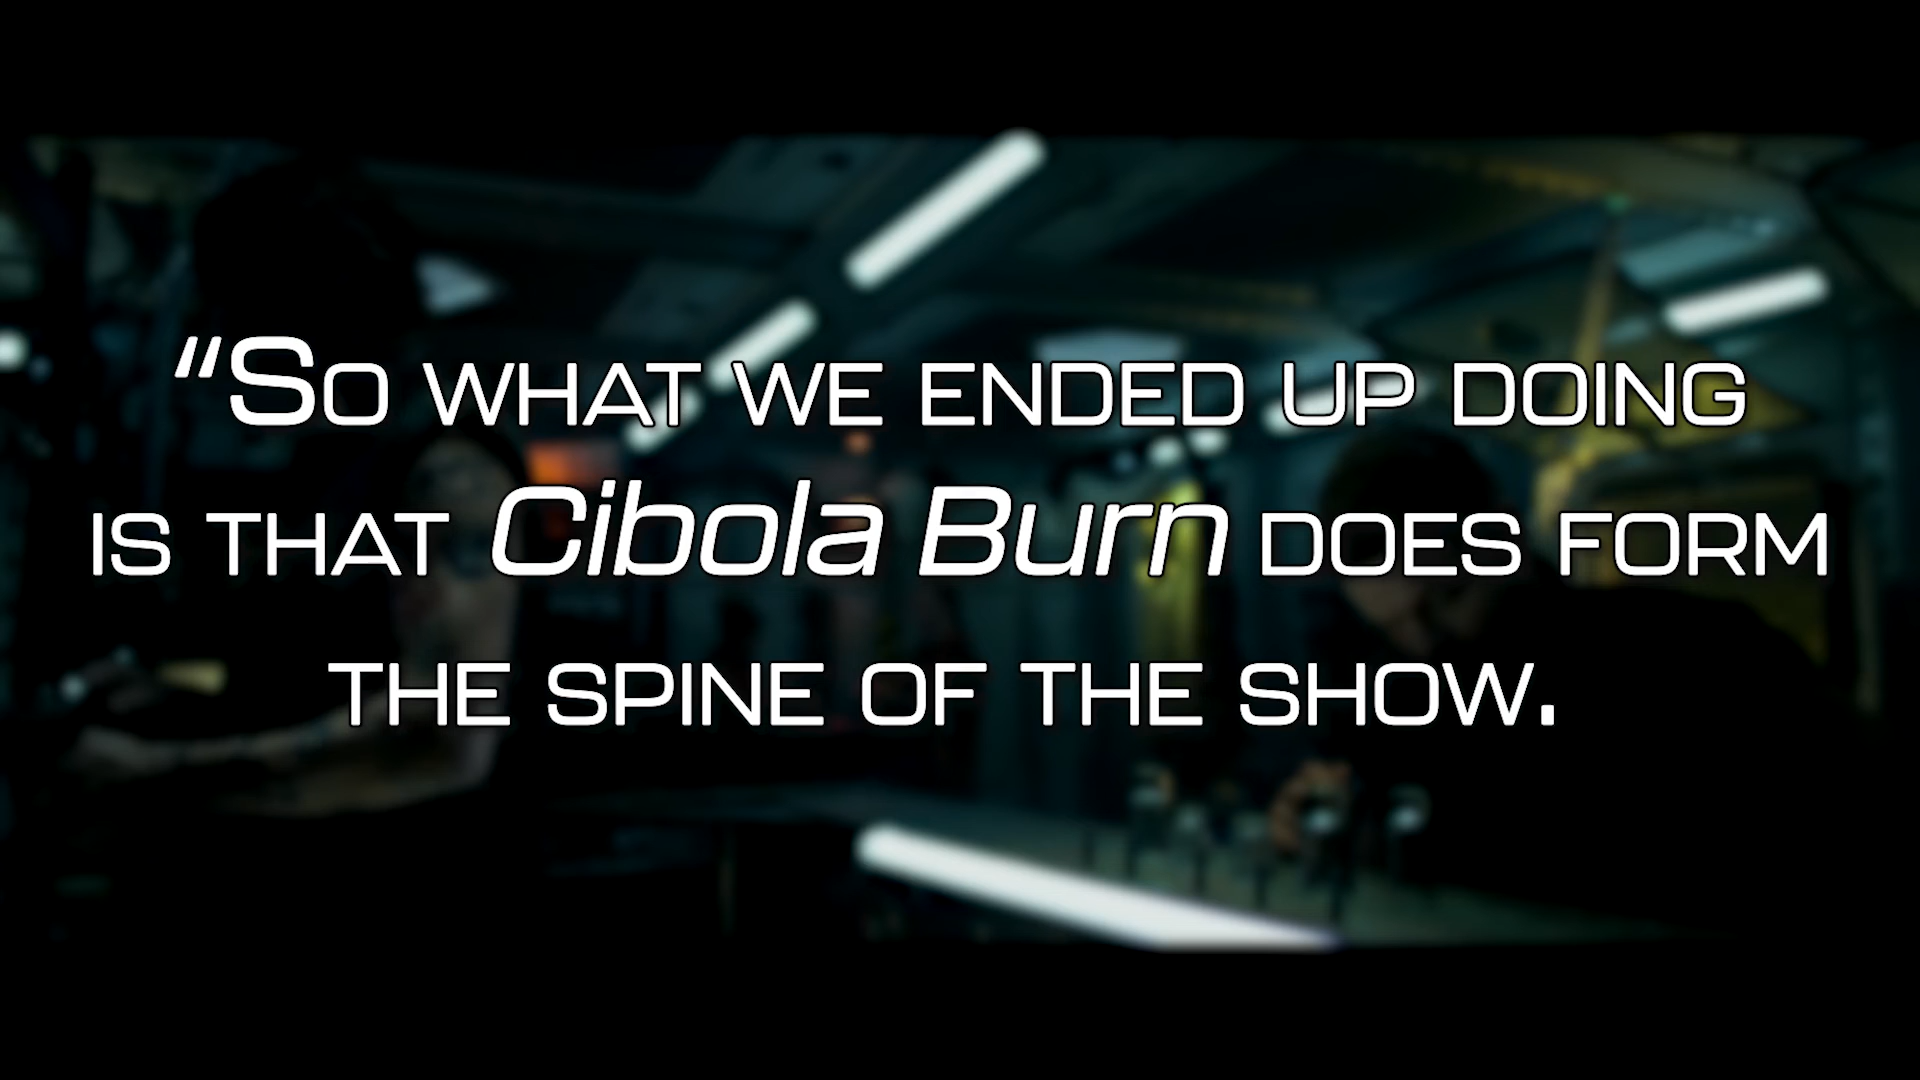 “So what we ended up doing
is that Cibola Burn does form
the spine of the show.